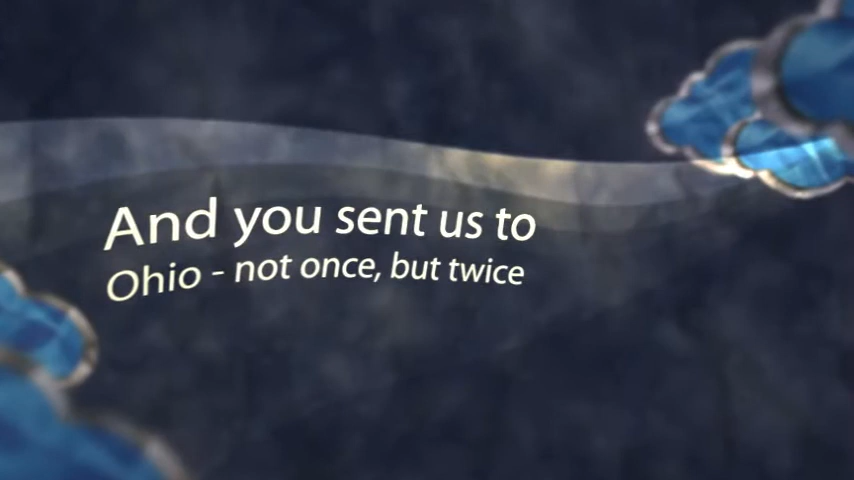 And you sent us to
Ohio - not once, but twice